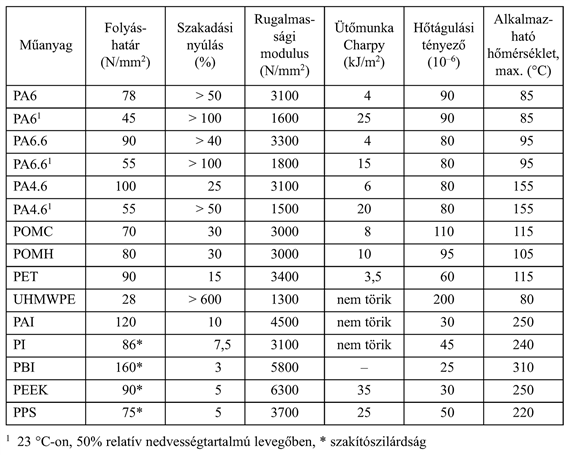 Műanyag Folyás-határ (N/mm²) Szakadási nyúlás (%) Rugalmas-sági modulus (N/mm²) Ütőmunka Charpy (kJ/m²) Hőtágulási tényező (10⁻⁶) Alkalmaz-ható hőmérséklet, max. (°C)
PA6 78 > 50 3100 4 90 85
PA6¹ 45 > 100 1600 25 90 85
PA6.6 90 > 40 3300 4 80 95
PA6.6¹ 55 > 100 1800 15 80 95
PA4.6 100 25 3100 6 80 155
PA4.6¹ 55 > 50 1500 20 80 155
POMC 70 30 3000 8 110 115
POMH 80 30 3000 10 95 105
PET 90 15 3400 3,5 60 115
UHMWPE 28 > 600 1300 nem törik 200 80
PAI 120 10 4500 nem törik 30 250
PI 86* 7,5 3100 nem törik 45 240
PBI 160* 3 5800 – 25 310
PEEK 90* 5 6300 35 30 250
PPS 75* 5 3700 25 50 220
¹ 23 °C-on, 50% relatív nedvességtartalmú levegőben, * szakítószilárdság